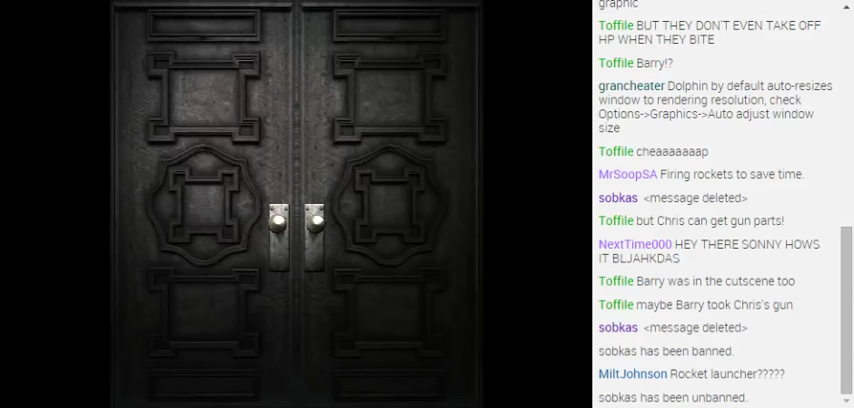 graphic
Toffile BUT THEY DON'T EVEN TAKE OFF
HP WHEN THEY BITE
Toffile Barry!?
grancheater Dolphin by default auto-resizes
window to rendering resolution, check
Options->Graphics->Auto adjust window
size
Toffile cheaaaaaaap
MrSoopSA Firing rockets to save time.
sobkas <message deleted>
Toffile but Chris can get gun parts!
NextTime000 HEY THERE SONNY HOWS
IT BLJAHKDAS
Toffile Barry was in the cutscene too
Toffile maybe Barry took Chris's gun
sobkas <message deleted>
sobkas has been banned.
MiltJohnson Rocket launcher?????
sobkas has been unbanned.